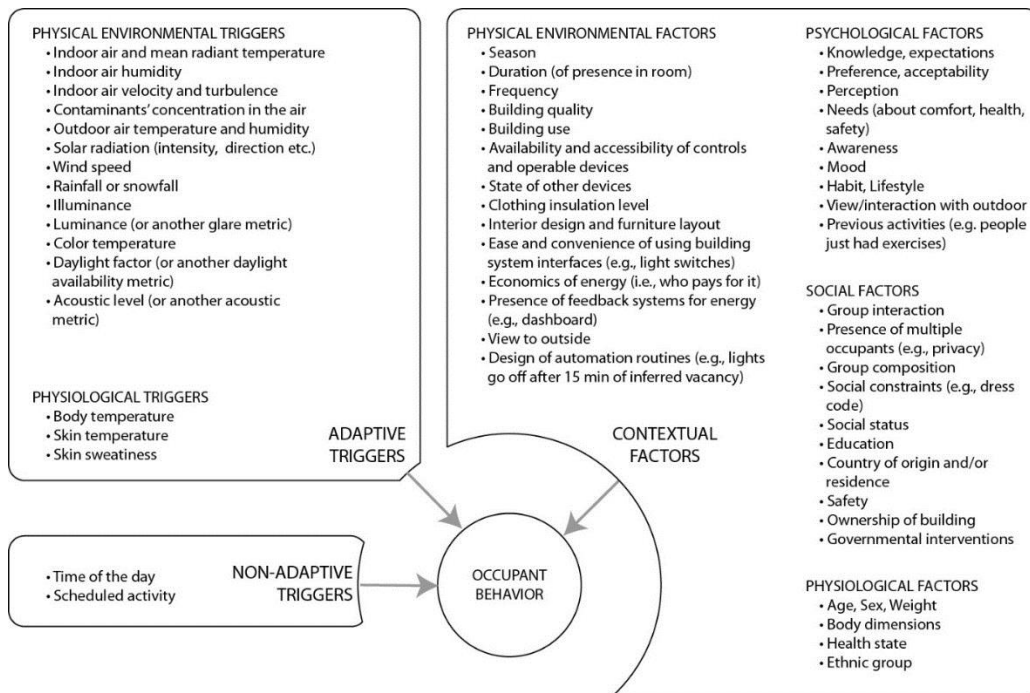 PHYSICAL ENVIRONMENTAL TRIGGERS
• Indoor air and mean radiant temperature
• Indoor air humidity
• Indoor air velocity and turbulence
• Contaminants' concentration in the air
• Outdoor air temperature and humidity
• Solar radiation (intensity, direction etc.)
• Wind speed
• Rainfall or snowfall
• Illuminance
• Luminance (or another glare metric)
• Color temperature
• Daylight factor (or another daylight
availability metric)
• Acoustic level (or another acoustic
metric)
PHYSIOLOGICAL TRIGGERS
• Body temperature
• Skin temperature
• Skin sweatiness
ADAPTIVE
TRIGGERS
• Time of the day
• Scheduled activity
NON-ADAPTIVE
TRIGGERS
OCCUPANT
BEHAVIOR
PHYSICAL ENVIRONMENTAL FACTORS
• Season
• Duration (of presence in room)
• Frequency
• Building quality
• Building use
• Availability and accessibility of controls
and operable devices
• State of other devices
• Clothing insulation level
• Interior design and furniture layout
• Ease and convenience of using building
system interfaces (e.g., light switches)
• Economics of energy (i.e., who pays for it)
• Presence of feedback systems for energy
(e.g., dashboard)
• View to outside
• Design of automation routines (e.g., lights
go off after 15 min of inferred vacancy)
CONTEXTUAL
FACTORS
PSYCHOLOGICAL FACTORS
• Knowledge, expectations
• Preference, acceptability
• Perception
• Needs (about comfort, health,
safety)
• Awareness
• Mood
• Habit, Lifestyle
• View/interaction with outdoor
• Previous activities (e.g. people
just had exercises)
SOCIAL FACTORS
• Group interaction
• Presence of multiple
occupants (e.g., privacy)
• Group composition
• Social constraints (e.g., dress
code)
• Social status
• Education
• Country of origin and/or
residence
• Safety
• Ownership of building
• Governmental interventions
PHYSIOLOGICAL FACTORS
• Age, Sex, Weight
• Body dimensions
• Health state
• Ethnic group